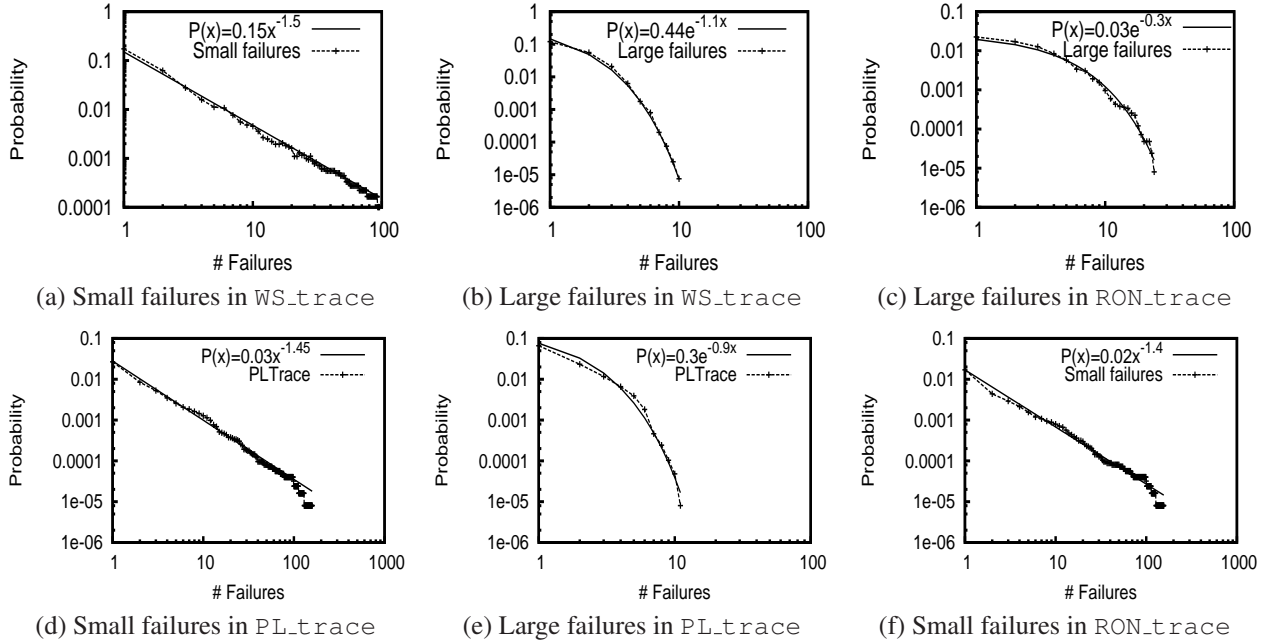 P(x)=0.15x^-1.5
Small failures
1
0.1
0.01
0.001
0.0001
Probability
1 10 100
# Failures
(a) Small failures in WS_trace
P(x)=0.44e^-1.1x
Large failures
1
0.1
0.01
0.001
0.0001
1e-05
1e-06
Probability
1 10 100
# Failures
(b) Large failures in WS_trace
P(x)=0.03e^-0.3x
Large failures
0.1
0.01
0.001
0.0001
1e-05
1e-06
Probability
1 10 100
# Failures
(c) Large failures in RON_trace
P(x)=0.03x^-1.45
PLTrace
0.1
0.01
0.001
0.0001
1e-05
1e-06
Probability
1 10 100 1000
# Failures
(d) Small failures in PL_trace
P(x)=0.3e^-0.9x
PLTrace
0.1
0.01
0.001
0.0001
1e-05
1e-06
Probability
1 10 100
# Failures
(e) Large failures in PL_trace
P(x)=0.02x^-1.4
Small failures
0.1
0.01
0.001
0.0001
1e-05
1e-06
Probability
1 10 100 1000
# Failures
(f) Small failures in RON_trace